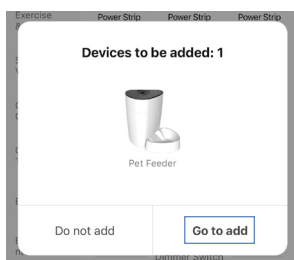 Exercise
Power Strip Power Strip Power Strip
Devices to be added: 1
Pet Feeder
Do not add
Go to add
Dimmer Switch